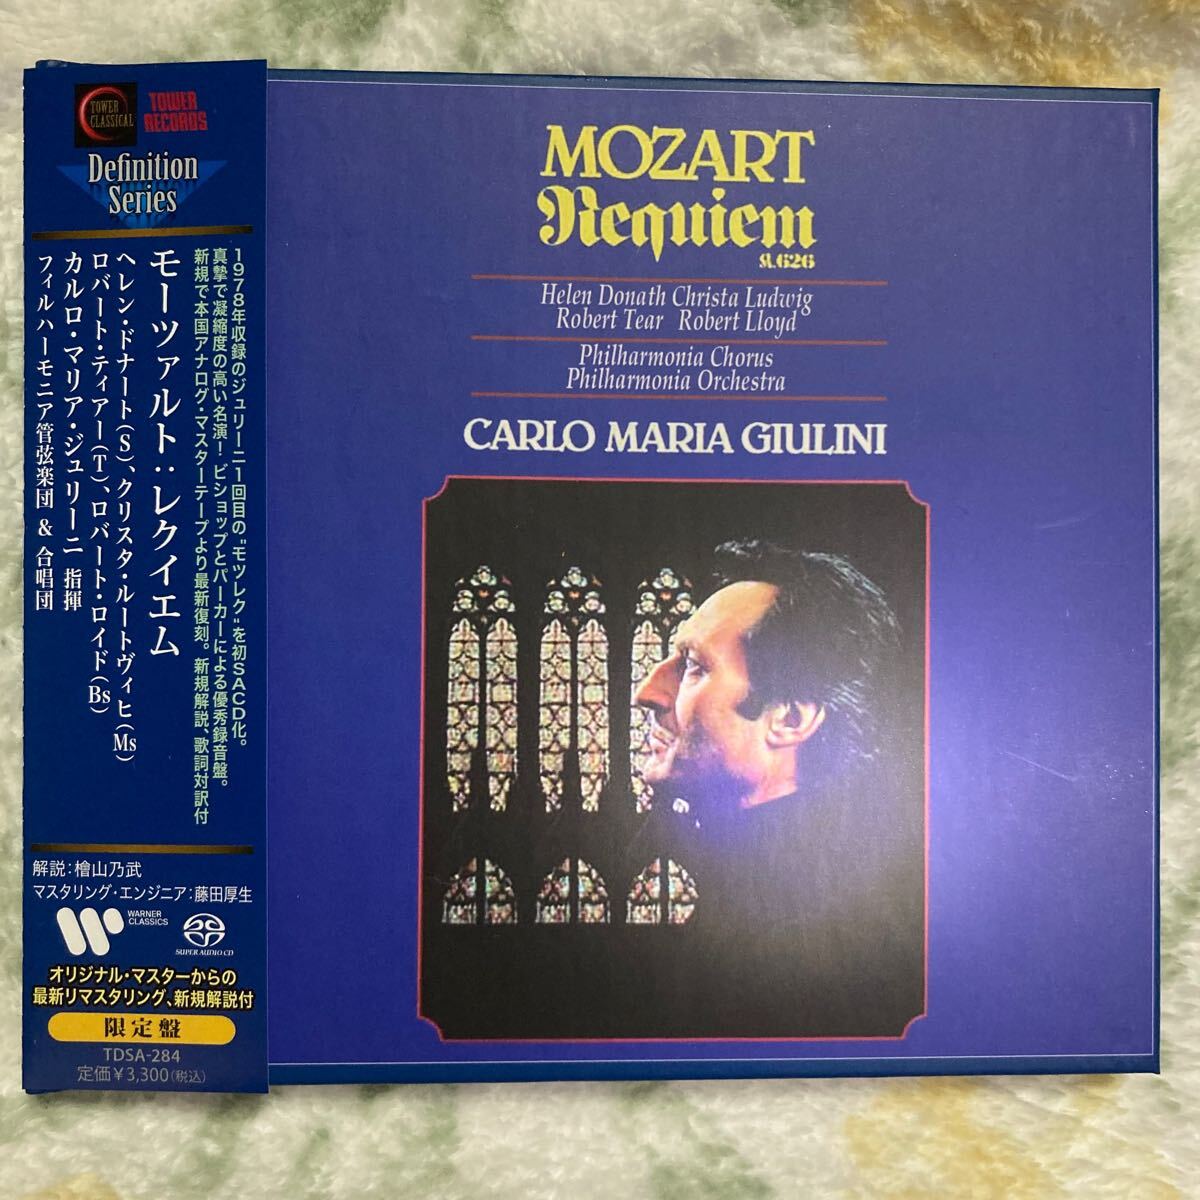 TOWER
CLASSICAL
TOWER
RECORDS
Definition
Series
1978年収録のジュリーニ1回目の"モツレク"を初SACD化。
真摯で凝縮度の高い名演！ビショップとパーカーによる優秀録音盤。
新規で本国アナログ・マスターテープより最新復刻。新規解説、歌詞対訳付
モーツァルト：レクイエム
ヘレン・ドナート(S)、クリスタ・ルートヴィヒ(Ms)
ロバート・ティアー(T)、ロバート・ロイド(Bs)
カルロ・マリア・ジュリーニ 指揮
フィルハーモニア管弦楽団 & 合唱団
解説：檜山乃武
マスタリング・エンジニア：藤田厚生
WARNER
CLASSICS
SUPER AUDIO CD
オリジナル・マスターからの
最新リマスタリング、新規解説付
限定盤
TDSA-284
定価¥3,300(税込)
MOZART
Requiem
K.626
Helen Donath Christa Ludwig
Robert Tear Robert Lloyd
Philharmonia Chorus
Philharmonia Orchestra
CARLO MARIA GIULINI